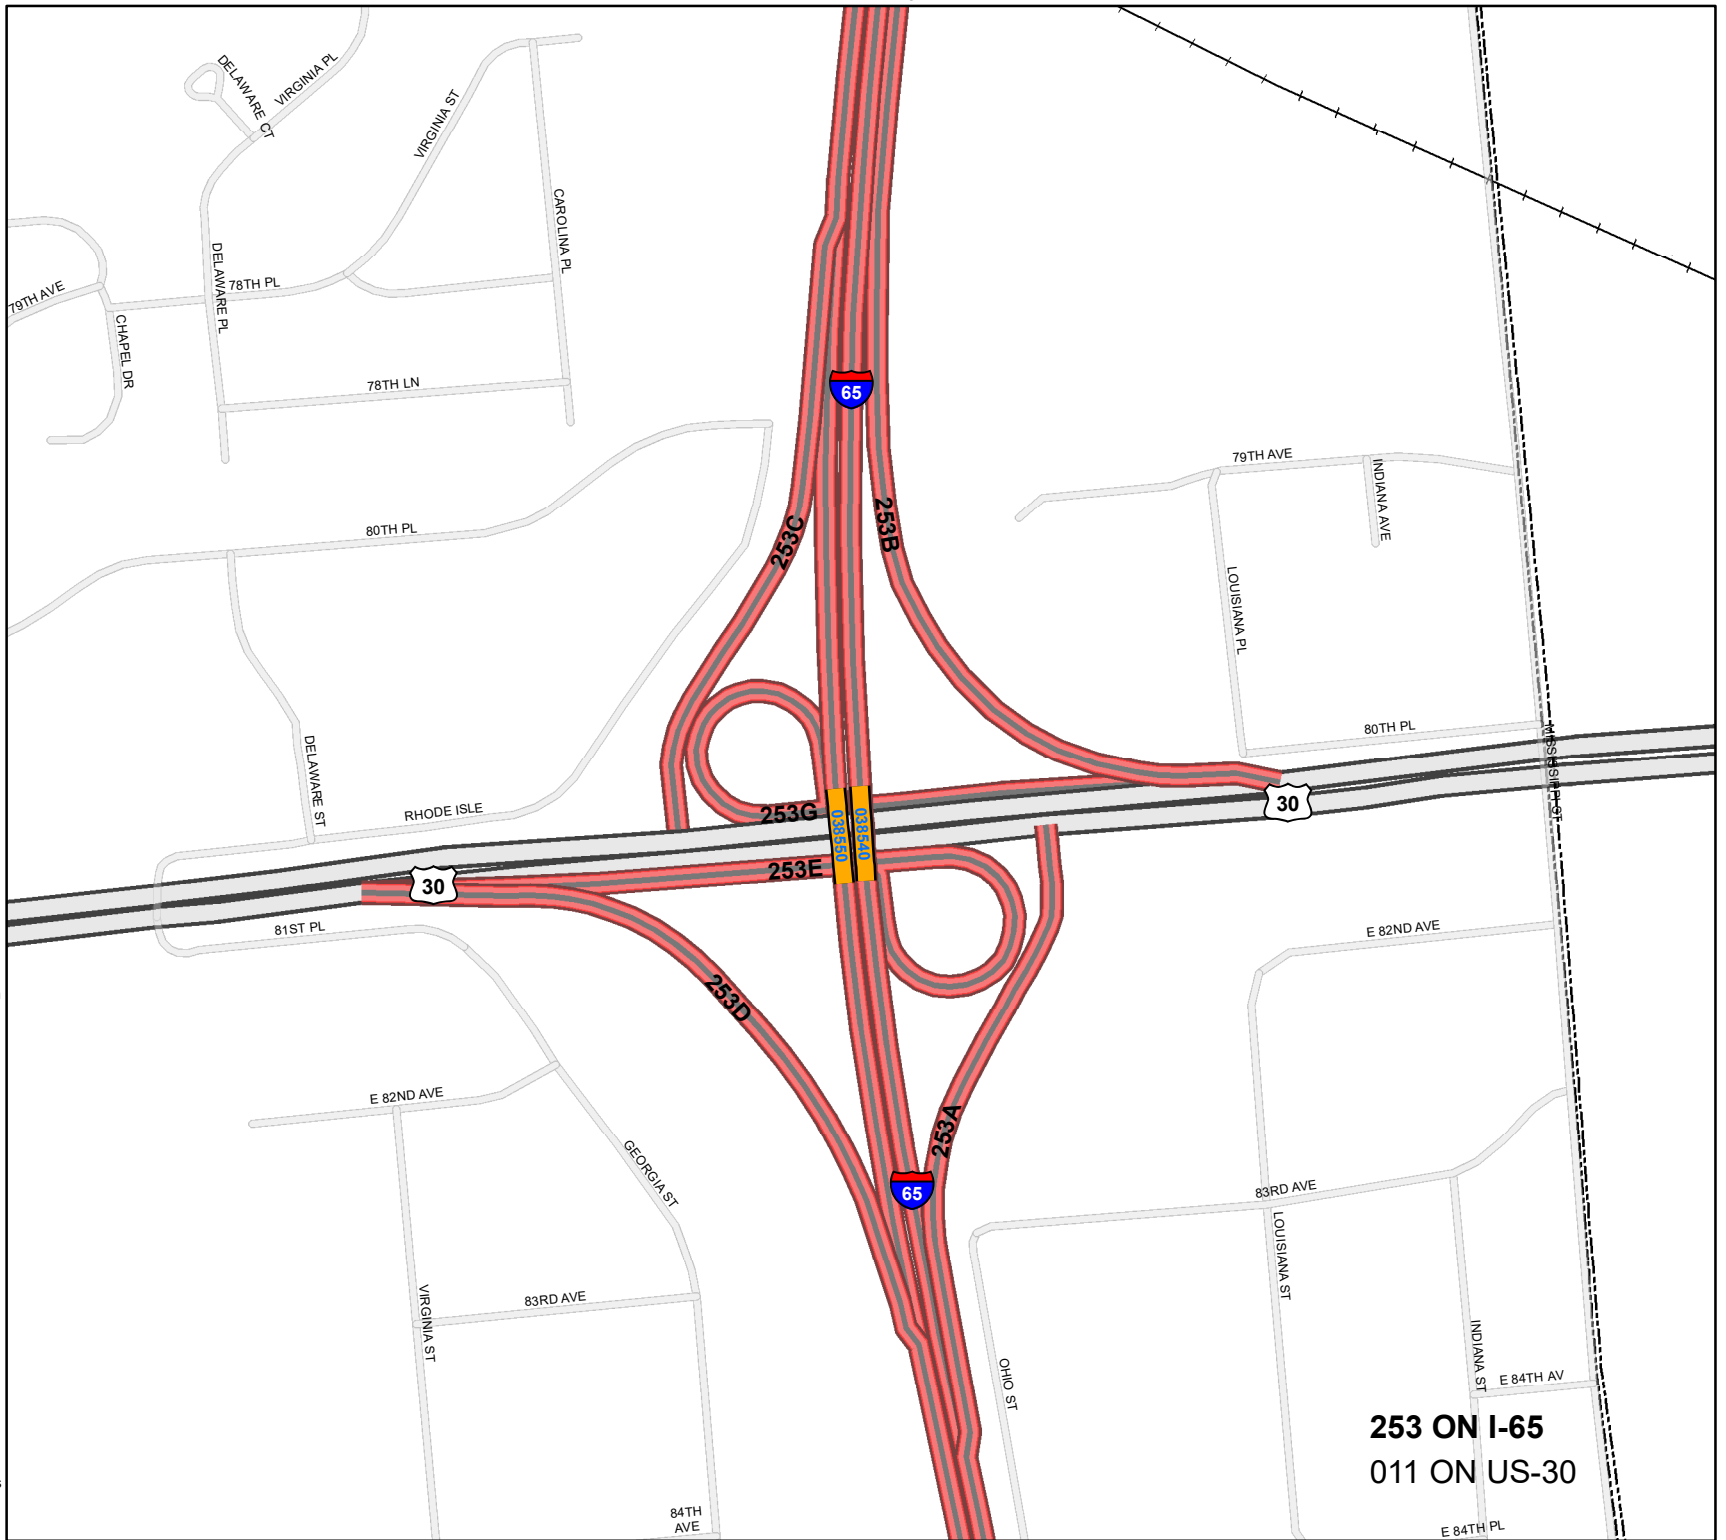 DELAWARE CT
VIRGINIA PL
VIRGINIA ST
CAROLINA PL
DELAWARE PL
78TH PL
79TH AVE
CHAPEL DR
78TH LN
65
79TH AVE
INDIANA AVE
253C
253B
80TH PL
LOUISIANA PL
DELAWARE ST
80TH PL
MISSISSIPI ST
RHODE ISLE
253G
038550
038540
30
253E
30
81ST PL
E 82ND AVE
253D
E 82ND AVE
253A
GEORGIA ST
65
83RD AVE
LOUISIANA ST
VIRGINIA ST
83RD AVE
INDIANA ST
OHIO ST
E 84TH AV
253 ON I-65
011 ON US-30
84TH
AVE
E 84TH PL